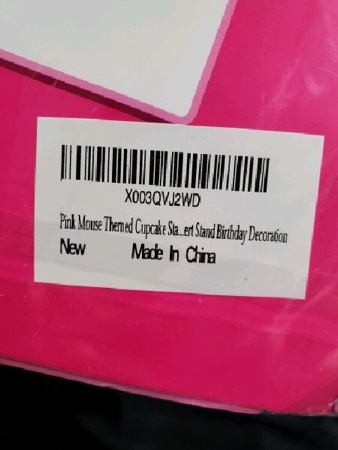 X003QVJ2WD
Pink Mouse Themed Cupcake Sta...ert Stand Birthday Decoration
New Made In China